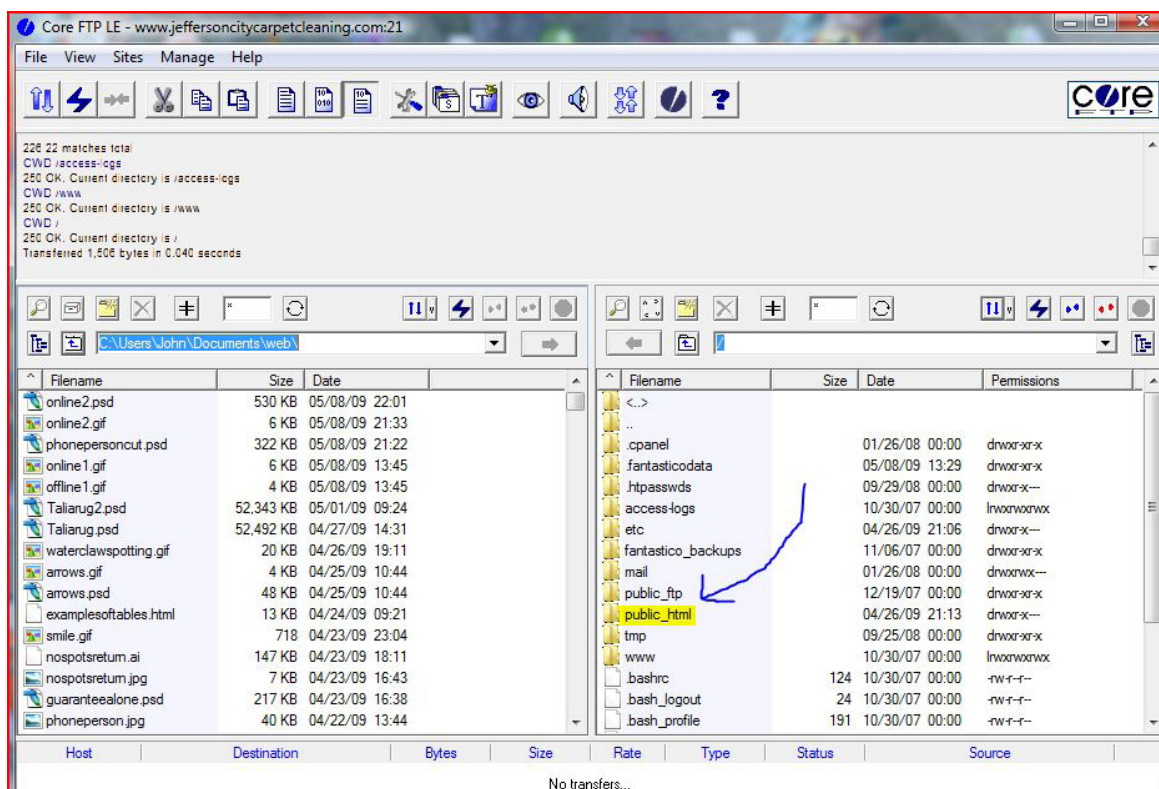 Core FTP LE - www.jeffersoncitycarpetcleaning.com:21
File View Sites Manage Help
core
226 22 matches total
CWD /access-logs
250 OK. Current directory is /access-logs
CWD /www
250 OK. Current directory is /www
CWD /
250 OK. Current directory is /
Transferred 1,506 bytes in 0.040 seconds
C:\Users\John\Documents\web\
/
^ Filename Size Date
online2.psd 530 KB 05/08/09 22:01
online2.gif 6 KB 05/08/09 21:33
phonepersoncut.psd 322 KB 05/08/09 21:22
online1.gif 6 KB 05/08/09 13:45
offline1.gif 4 KB 05/08/09 13:45
Taliarug2.psd 52,343 KB 05/01/09 09:24
Taliarug.psd 52,492 KB 04/27/09 14:31
waterclawspotting.gif 20 KB 04/26/09 19:11
arrows.gif 4 KB 04/25/09 10:44
arrows.psd 48 KB 04/25/09 10:44
examplesoftables.html 13 KB 04/24/09 09:21
smile.gif 718 04/23/09 23:04
nospotsreturn.ai 147 KB 04/23/09 18:11
nospotsreturn.jpg 7 KB 04/23/09 16:43
guaranteealone.psd 217 KB 04/23/09 16:38
phoneperson.jpg 40 KB 04/22/09 13:44
^ Filename Size Date Permissions
<..>
..
.cpanel 01/26/08 00:00 drwxr-xr-x
.fantasticodata 05/08/09 13:29 drwxr-xr-x
.htpasswds 09/29/08 00:00 drwxr-x---
access-logs 10/30/07 00:00 lrwxrwxrwx
etc 04/26/09 21:06 drwxr-x---
fantastico_backups 11/06/07 00:00 drwxr-xr-x
mail 01/26/08 00:00 drwxrwx---
public_ftp 12/19/07 00:00 drwxr-xr-x
public_html 04/26/09 21:13 drwxr-x---
tmp 09/25/08 00:00 drwxr-xr-x
www 10/30/07 00:00 lrwxrwxrwx
.bashrc 124 10/30/07 00:00 -rw-r--r--
.bash_logout 24 10/30/07 00:00 -rw-r--r--
.bash_profile 191 10/30/07 00:00 -rw-r--r--
Host Destination Bytes Size Rate Type Status Source
No transfers...